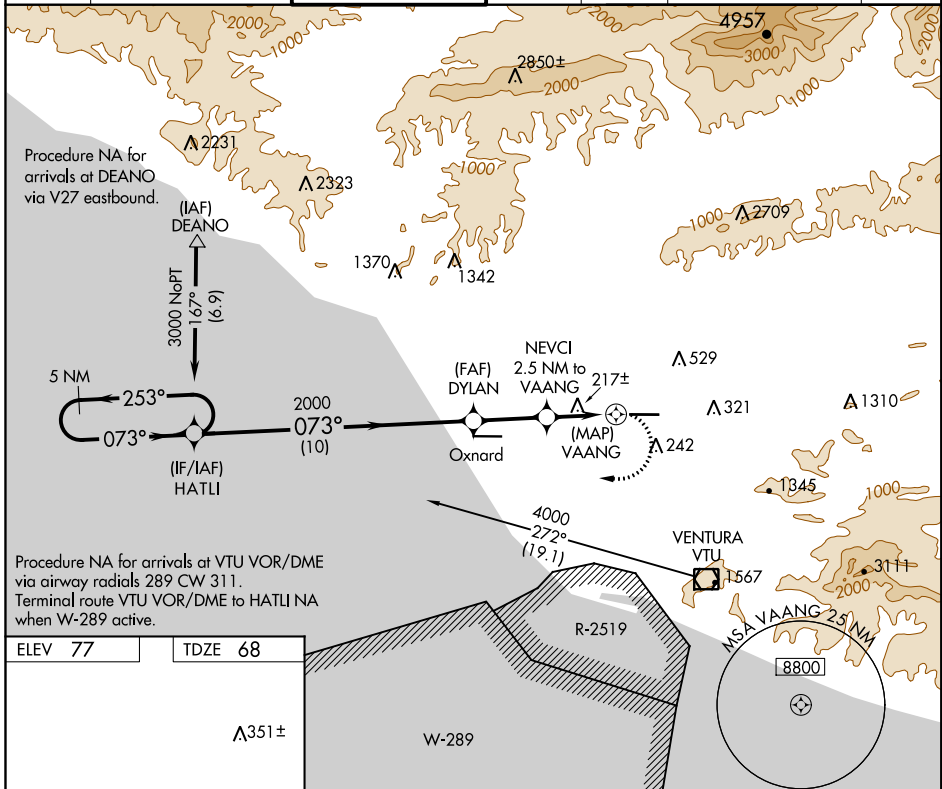 4957
2000
1000
3000
2000
2850±
2000
1000
1000
2231
Procedure NA for
arrivals at DEANO
via V27 eastbound.
2323
1000
1000
2709
(IAF)
DEANO
1370
1342
3000 NoPT
167°
(6.9)
NEVCI
2.5 NM to
VAANG
529
(FAF)
DYLAN
217±
5 NM
253°
2000
073°
(10)
073°
321
1310
(MAP)
VAANG
242
Oxnard
(IF/IAF)
HATLI
1345
1000
4000
272°
(19.1)
VENTURA
VTU
1567
3111
2000
Procedure NA for arrivals at VTU VOR/DME
via airway radials 289 CW 311.
Terminal route VTU VOR/DME to HATLI NA
when W-289 active.
R-2519
MSA VAANG 25 NM
8800
ELEV 77
TDZE 68
351±
W-289